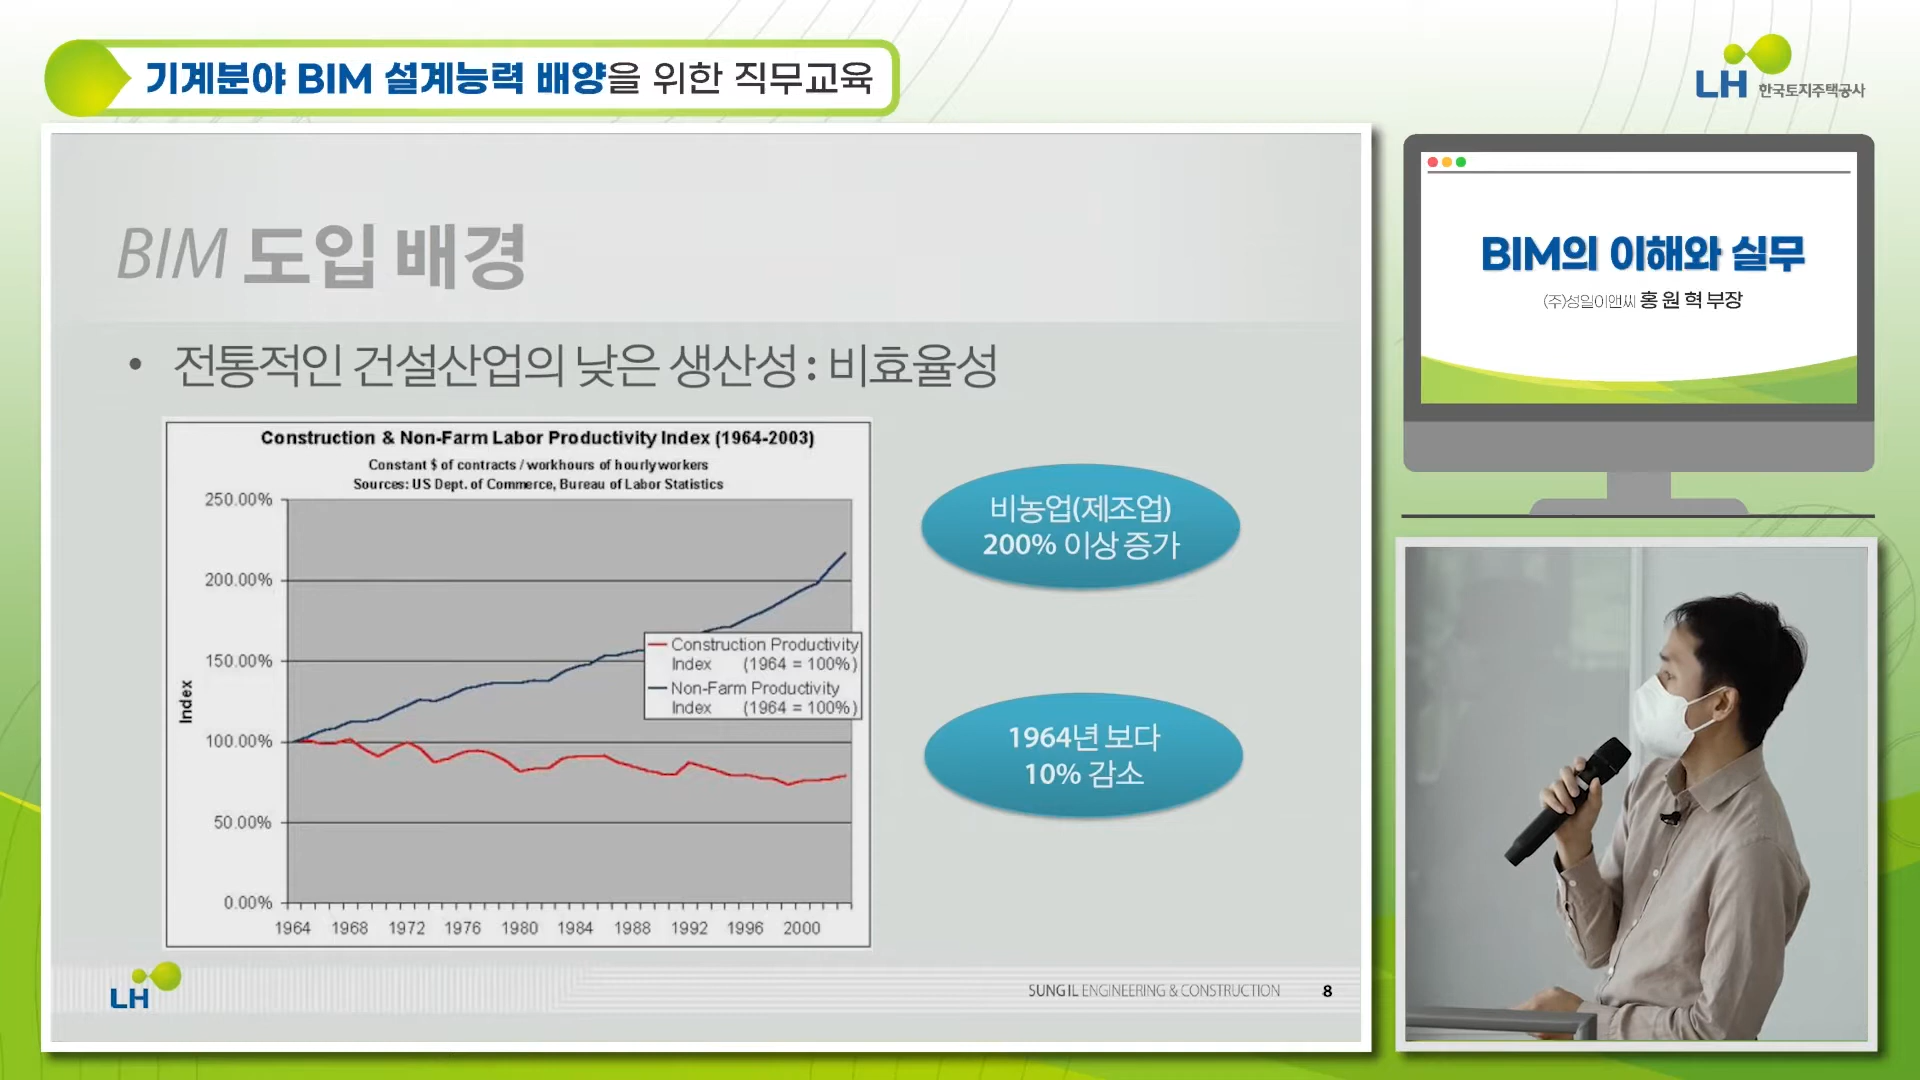 기계분야 BIM 설계능력 배양을 위한 직무교육
LH 한국토지주택공사
BIM 도입 배경
• 전통적인 건설산업의 낮은 생산성 : 비효율성
Construction & Non-Farm Labor Productivity Index (1964-2003)
Constant $ of contracts / workhours of hourly workers
Sources: US Dept. of Commerce, Bureau of Labor Statistics
250.00%
200.00%
150.00%
100.00%
50.00%
0.00%
Index
Construction Productivity
Index (1964 = 100%)
Non-Farm Productivity
Index (1964 = 100%)
1964 1968 1972 1976 1980 1984 1988 1992 1996 2000
비농업(제조업)
200% 이상 증가
1964년 보다
10% 감소
LH
SUNG IL ENGINEERING & CONSTRUCTION 8
BIM의 이해와 실무
(주)성일이앤씨 홍 원 혁 부장